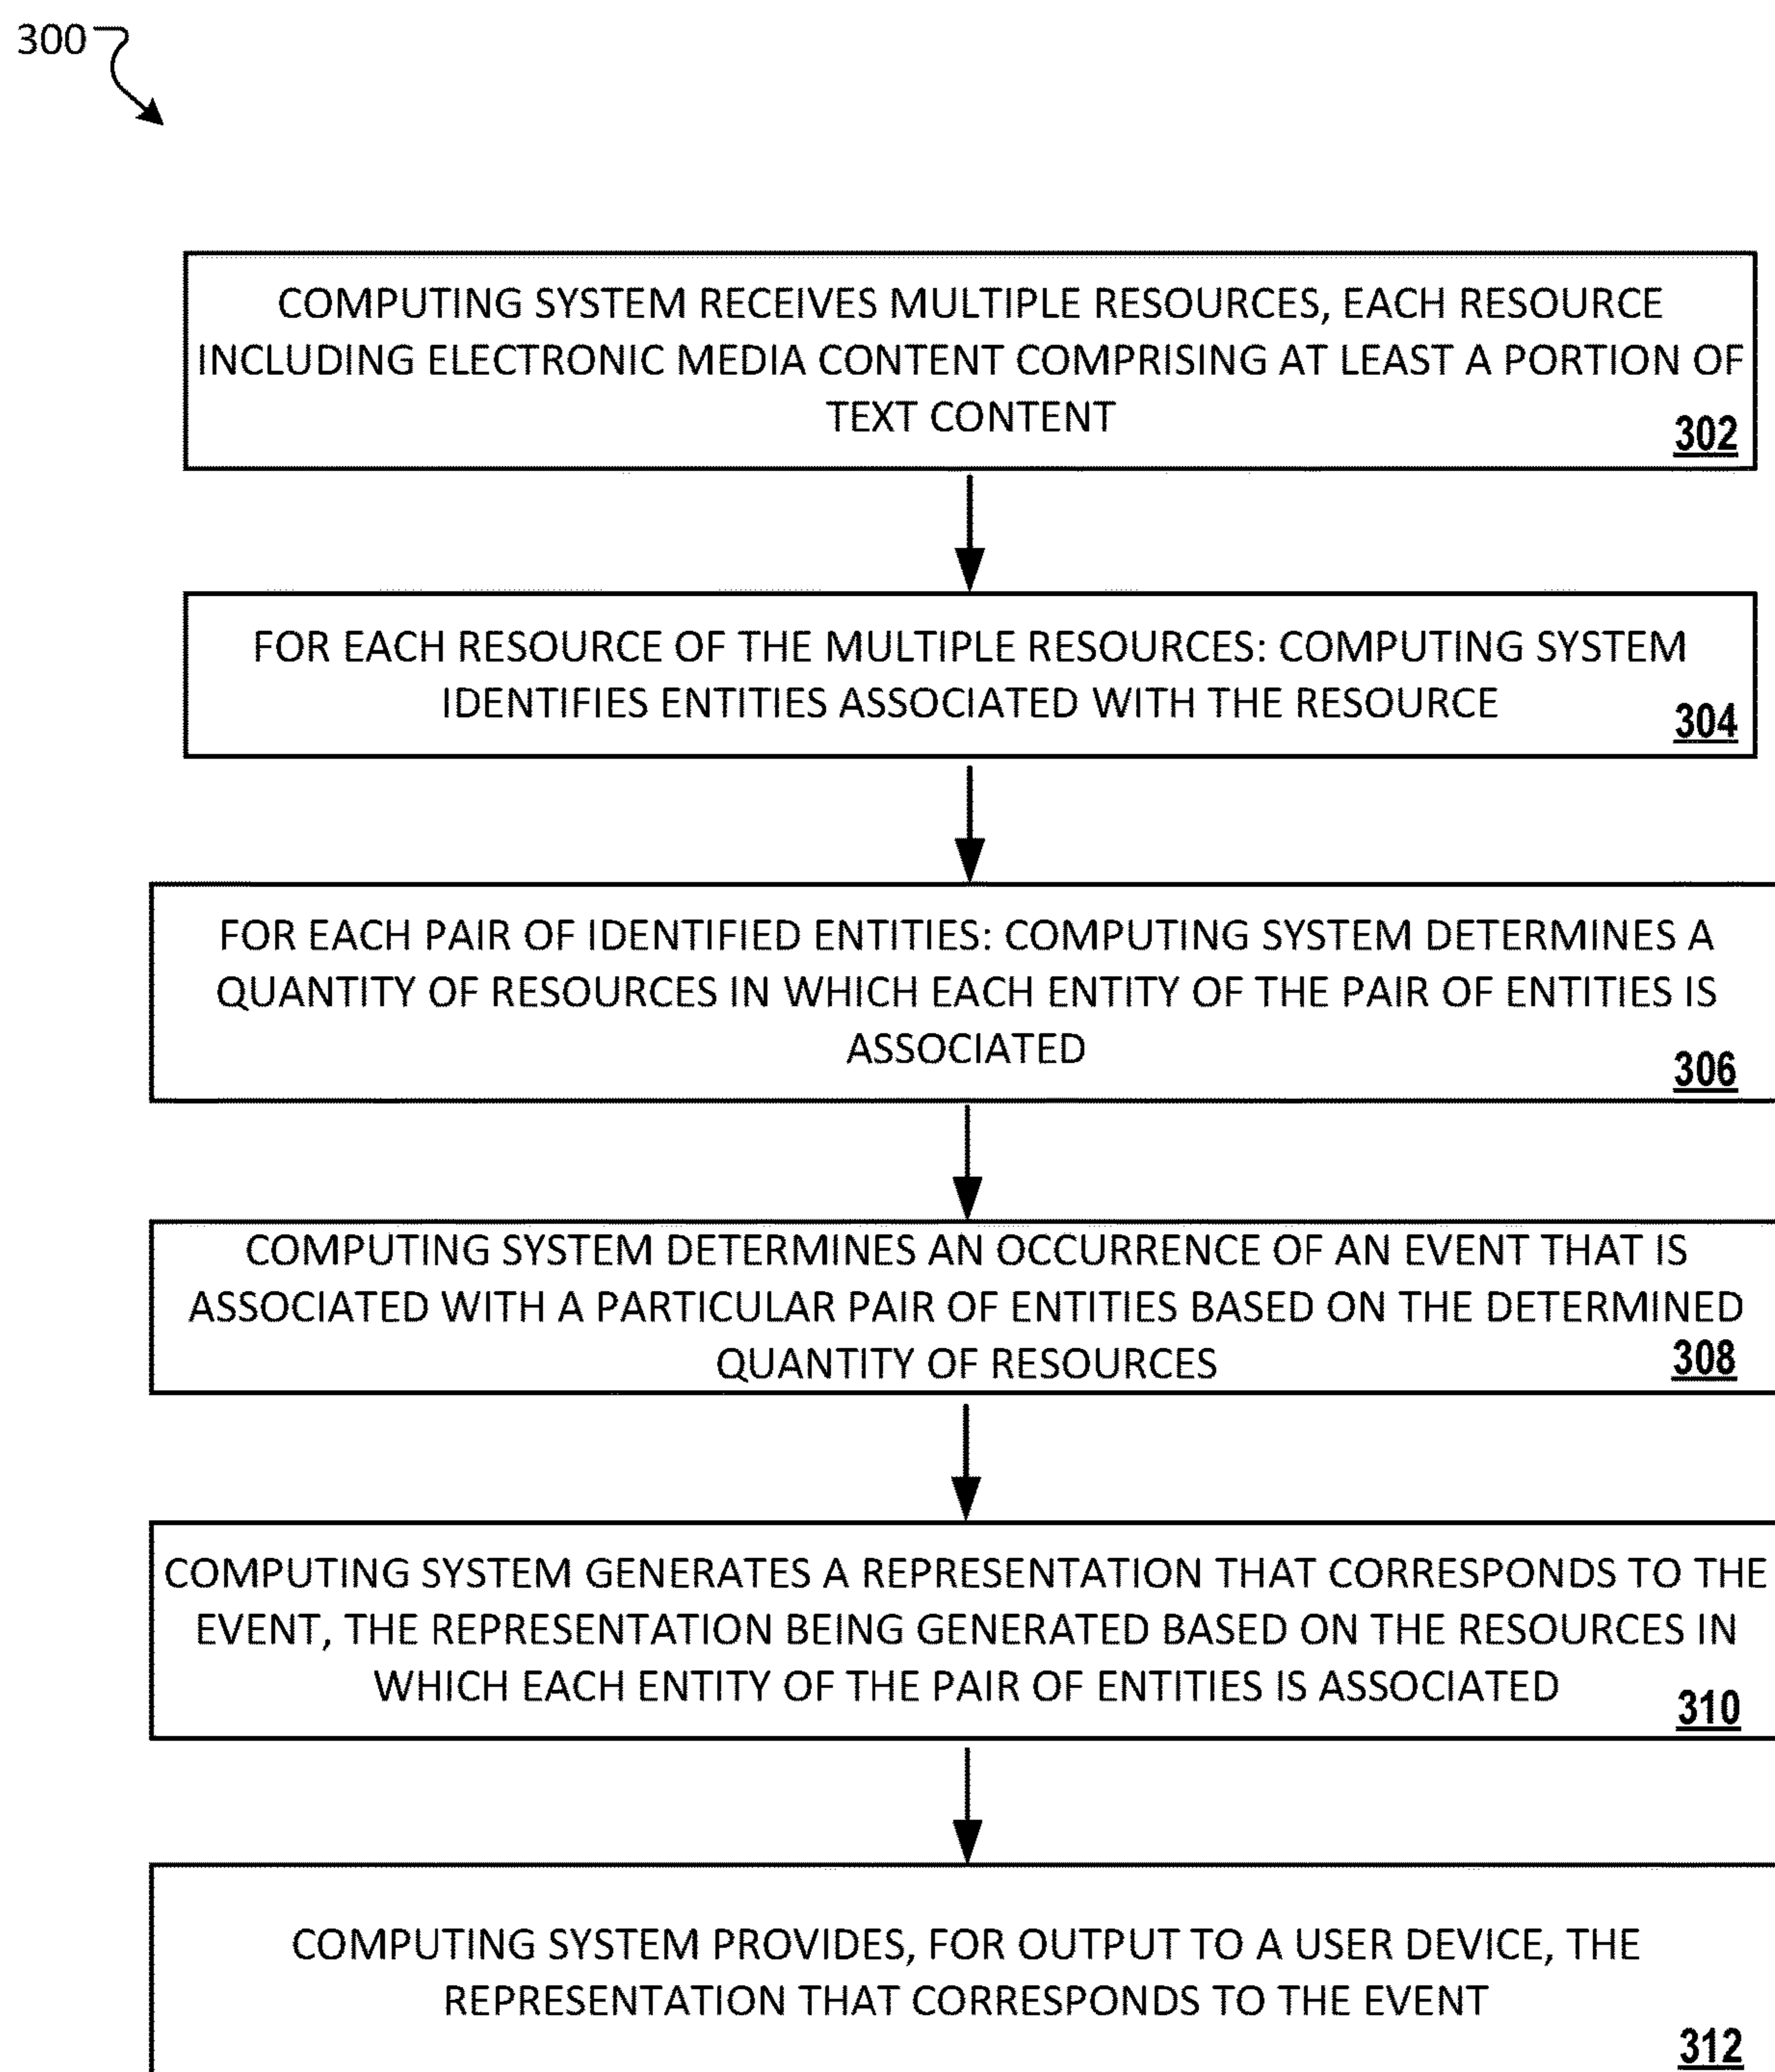 300
COMPUTING SYSTEM RECEIVES MULTIPLE RESOURCES, EACH RESOURCE
INCLUDING ELECTRONIC MEDIA CONTENT COMPRISING AT LEAST A PORTION OF
TEXT CONTENT
302
FOR EACH RESOURCE OF THE MULTIPLE RESOURCES: COMPUTING SYSTEM
IDENTIFIES ENTITIES ASSOCIATED WITH THE RESOURCE
304
FOR EACH PAIR OF IDENTIFIED ENTITIES: COMPUTING SYSTEM DETERMINES A
QUANTITY OF RESOURCES IN WHICH EACH ENTITY OF THE PAIR OF ENTITIES IS
ASSOCIATED
306
COMPUTING SYSTEM DETERMINES AN OCCURRENCE OF AN EVENT THAT IS
ASSOCIATED WITH A PARTICULAR PAIR OF ENTITIES BASED ON THE DETERMINED
QUANTITY OF RESOURCES
308
COMPUTING SYSTEM GENERATES A REPRESENTATION THAT CORRESPONDS TO THE
EVENT, THE REPRESENTATION BEING GENERATED BASED ON THE RESOURCES IN
WHICH EACH ENTITY OF THE PAIR OF ENTITIES IS ASSOCIATED
310
COMPUTING SYSTEM PROVIDES, FOR OUTPUT TO A USER DEVICE, THE
REPRESENTATION THAT CORRESPONDS TO THE EVENT
312